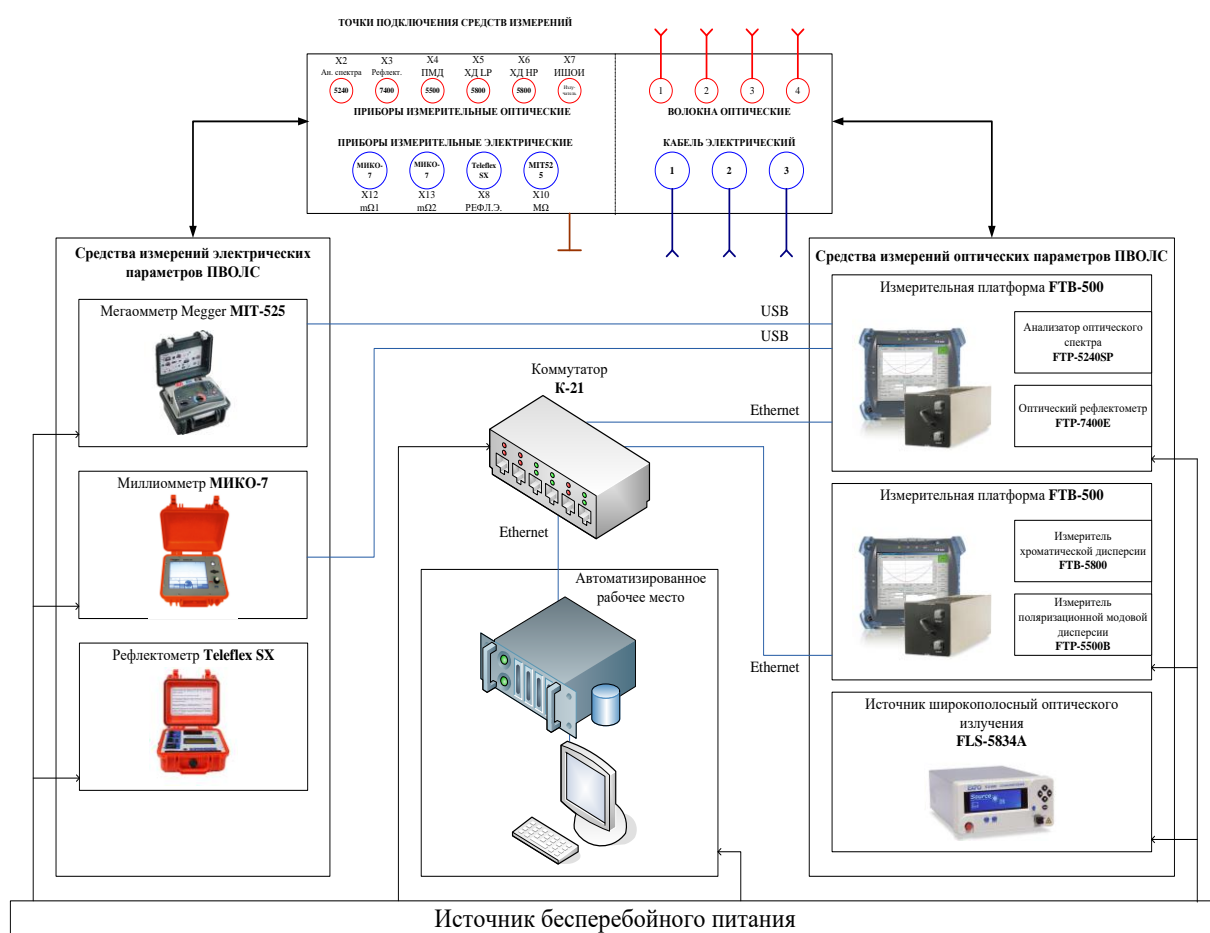 ТОЧКИ ПОДКЛЮЧЕНИЯ СРЕДСТВ ИЗМЕРЕНИЙ
X2 X3 X4 X5 X6 X7
Ан. спектра Рефлект. ПМД ХД LP ХД HP ИШОИ
5240 7400 5500 5800 5800
1 2 3 4
ПРИБОРЫ ИЗМЕРИТЕЛЬНЫЕ ОПТИЧЕСКИЕ
ВОЛОКНА ОПТИЧЕСКИЕ
ПРИБОРЫ ИЗМЕРИТЕЛЬНЫЕ ЭЛЕКТРИЧЕСКИЕ
КАБЕЛЬ ЭЛЕКТРИЧЕСКИЙ
МИКО-
7
МИКО-
7
Teleflex
SX
MIT52
5
1 2 3
X12 X13 X8 X10
mΩ1 mΩ2 РЕФЛ.Э. MΩ
Средства измерений электрических
параметров ПВОЛС
Мегаомметр Megger MIT-525
Миллиомметр МИКО-7
Рефлектометр Teleflex SX
USB
USB
Коммутатор
К-21
Ethernet
Ethernet
Ethernet
Автоматизированное
рабочее место
Средства измерений оптических параметров ПВОЛС
Измерительная платформа FTB-500
Анализатор оптического
спектра
FTP-5240SP
Оптический рефлектометр
FTP-7400E
Измерительная платформа FTB-500
Измеритель
хроматической дисперсии
FTB-5800
Измеритель
поляризационной модовой
дисперсии
FTP-5500B
Источник широкополосный оптического
излучения
FLS-5834A
Source
Источник бесперебойного питания